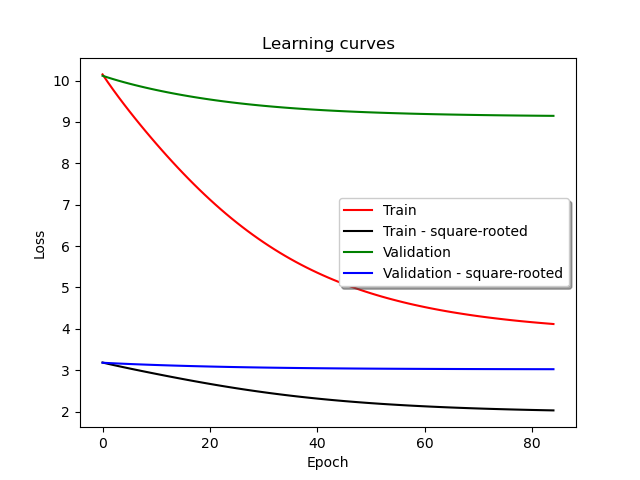 Learning curves
Loss
10
9
8
7
6
5
4
3
2
Train
Train - square-rooted
Validation
Validation - square-rooted
0 20 40 60 80
Epoch